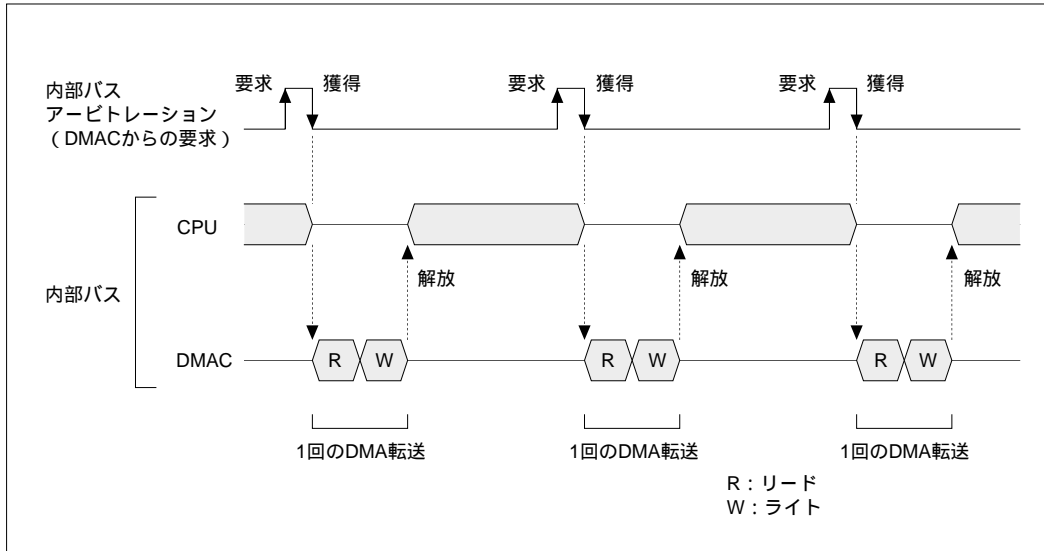 要求 獲得 要求 獲得 要求 獲得
内部バス
アービトレーション
(DMACからの要求)
CPU
解放 解放 解放
内部バス
DMAC R W R W R W
1回のDMA転送 1回のDMA転送 1回のDMA転送
R:リード
W:ライト